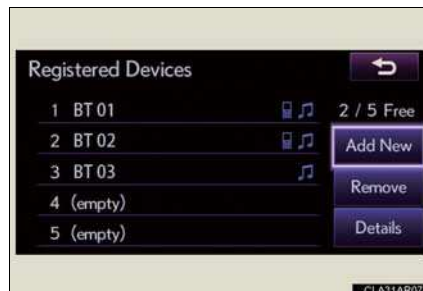 Registered Devices
1 BT 01
2 / 5 Free
2 BT 02
Add New
3 BT 03
Remove
4 (empty)
5 (empty)
Details